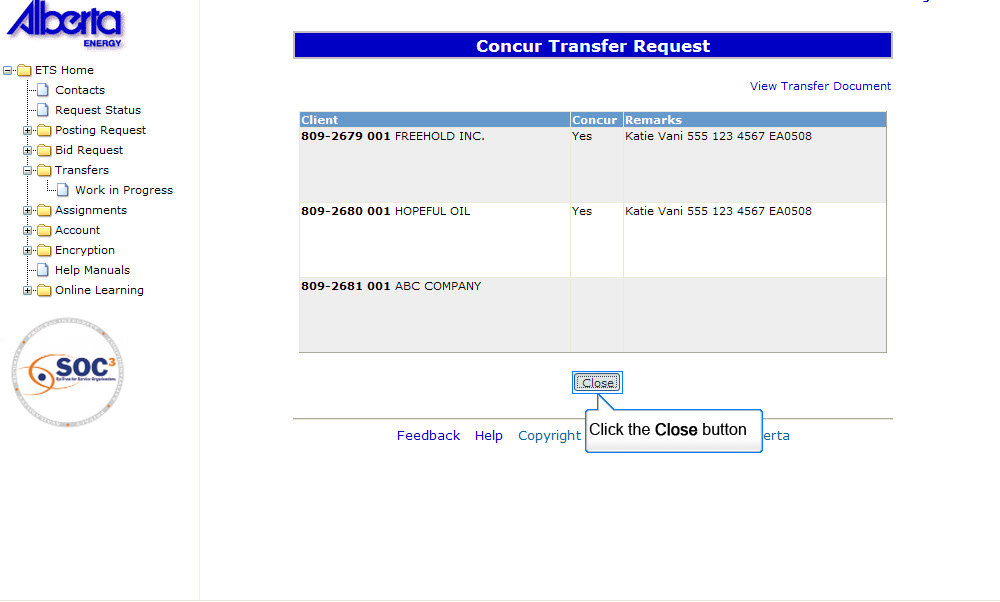 Alberta
ENERGY
ETS Home
Contacts
Request Status
Posting Request
Bid Request
Transfers
Work in Progress
Assignments
Account
Encryption
Help Manuals
Online Learning
SOC3
Concur Transfer Request
View Transfer Document
Client Concur Remarks
809-2679 001 FREEHOLD INC. Yes Katie Vani 555 123 4567 EA0508
809-2680 001 HOPEFUL OIL Yes Katie Vani 555 123 4567 EA0508
809-2681 001 ABC COMPANY
Close
Click the Close button
Feedback Help Copyright erta